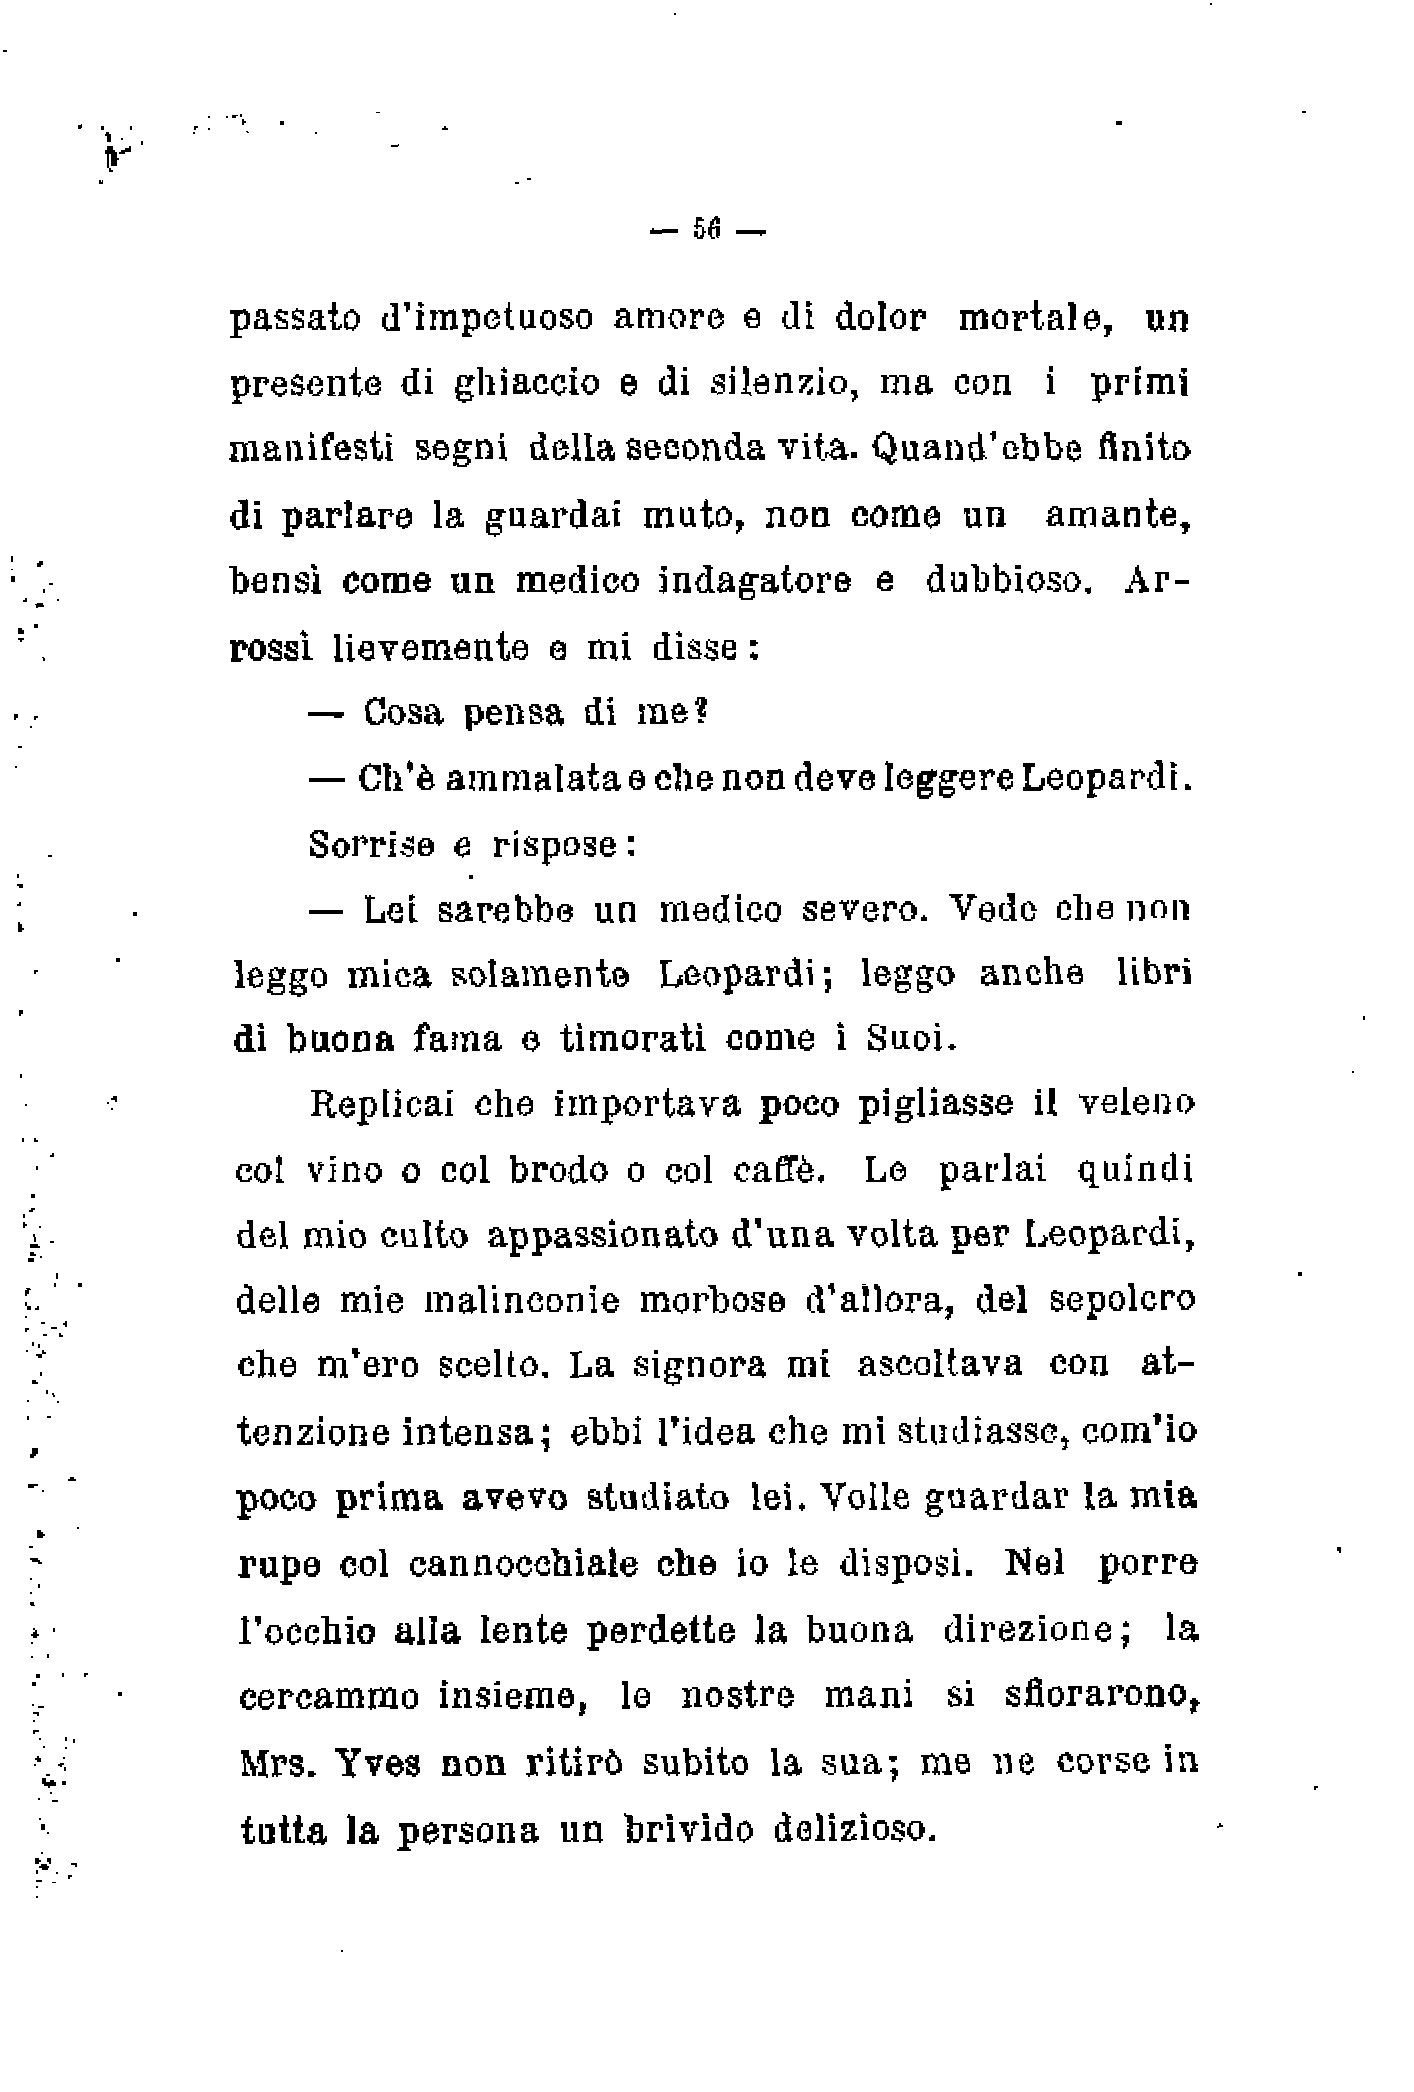 — 56 —
passato d'impetuoso amore e di dolor mortale, un
presente di ghiaccio e di silenzio, ma con i primi
manifesti segni della seconda vita. Quand'ebbe finito
di parlare la guardai muto, non come un amante,
bensì come un medico indagatore e dubbioso. Ar-
rossì lievemente e mi disse:
— Cosa pensa di me?
— Ch'è ammalata e che non deve leggere Leopardi.
Sorrise e rispose:
— Lei sarebbe un medico severo. Vede che non
leggo mica solamente Leopardi; leggo anche libri
di buona fama e timorati come i Suoi.
Replicai che importava poco pigliasse il veleno
col vino o col brodo o col caffè. Le parlai quindi
del mio culto appassionato d'una volta per Leopardi,
delle mie malinconie morbose d'allora, del sepolcro
che m'ero scelto. La signora mi ascoltava con at-
tenzione intensa; ebbi l'idea che mi studiasse, com'io
poco prima avevo studiato lei. Volle guardar la mia
rupe col cannocchiale che io le disposi. Nel porre
l'occhio alla lente perdette la buona direzione; la
cercammo insieme, le nostre mani si sfiorarono,
Mrs. Yves non ritirò subito la sua; me ne corse in
tutta la persona un brivido delizioso.